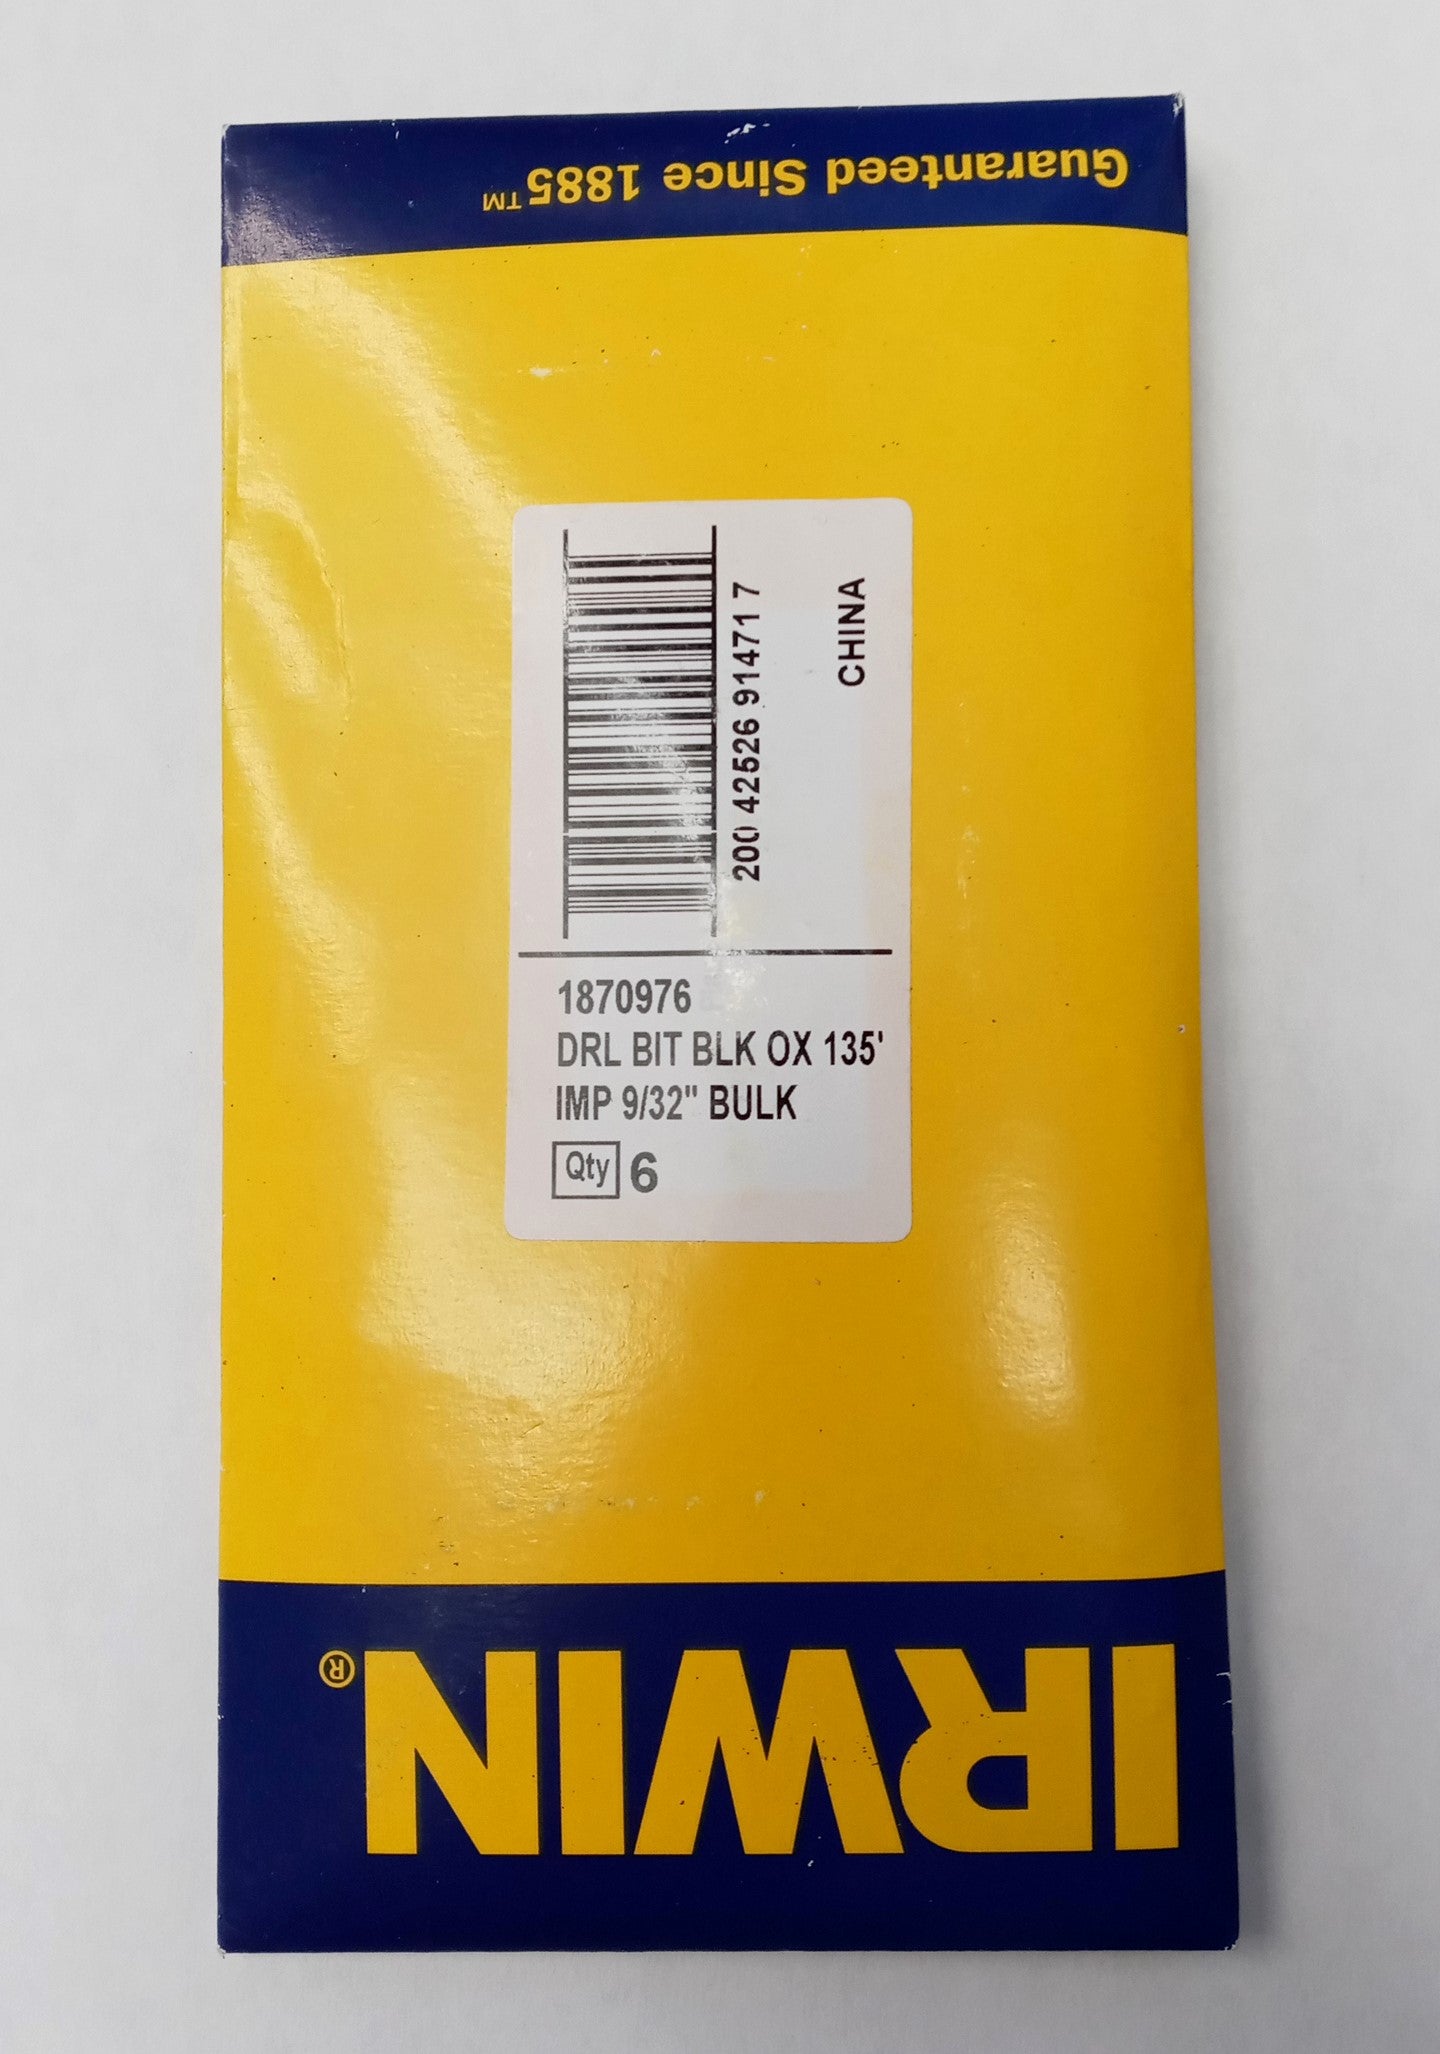 Guaranteed Since 1885™
200 42526 91471 7
CHINA
1870976
DRL BIT BLK OX 135'
IMP 9/32" BULK
Qty 6
IRWIN®